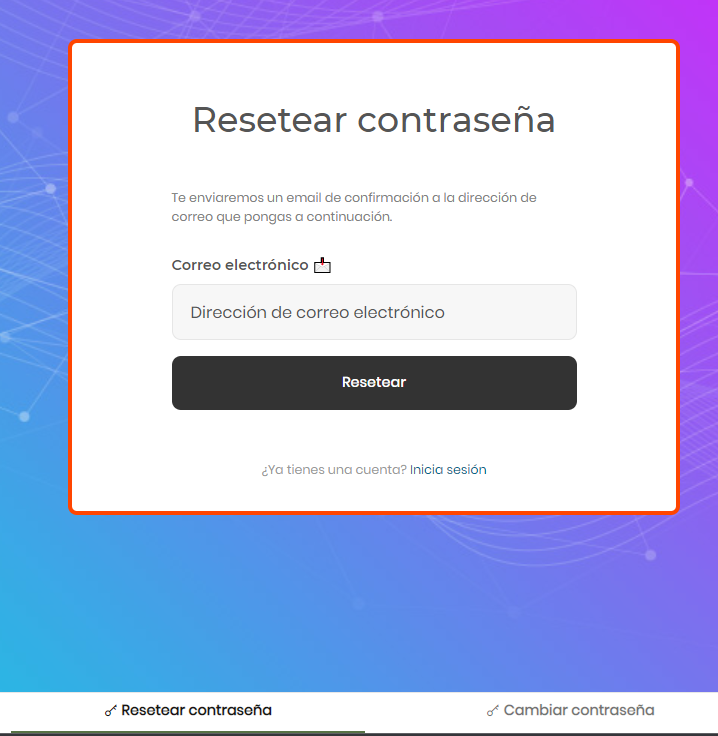 Resetear contraseña
Te enviaremos un email de confirmación a la dirección de
correo que pongas a continuación.
Correo electrónico
Dirección de correo electrónico
Resetear
¿Ya tienes una cuenta? Inicia sesión
Resetear contraseña
Cambiar contraseña